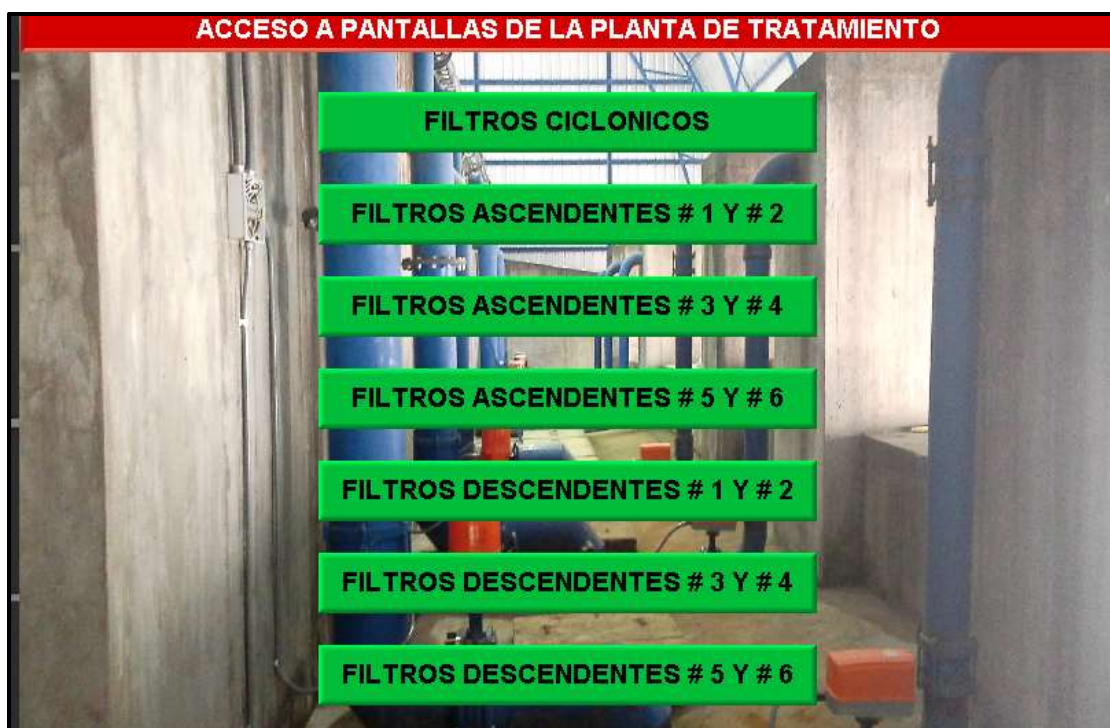 ACCESO A PANTALLAS DE LA PLANTA DE TRATAMIENTO
FILTROS CICLONICOS
FILTROS ASCENDENTES # 1 Y # 2
FILTROS ASCENDENTES # 3 Y # 4
FILTROS ASCENDENTES # 5 Y # 6
FILTROS DESCENDENTES # 1 Y # 2
FILTROS DESCENDENTES # 3 Y # 4
FILTROS DESCENDENTES # 5 Y # 6